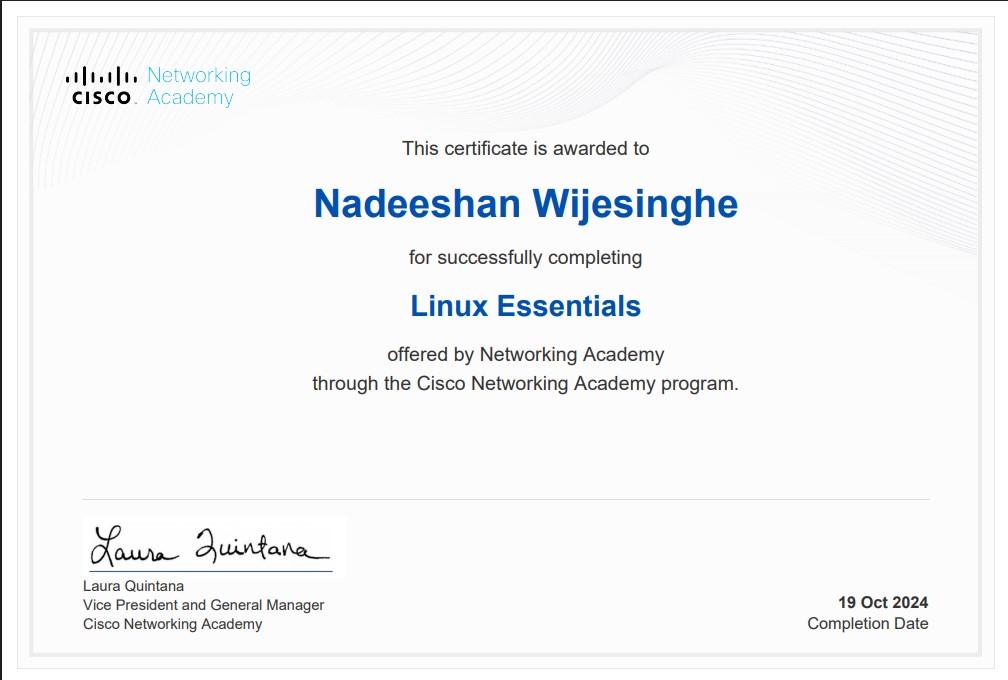 Networking
CISCO Academy
This certificate is awarded to
Nadeeshan Wijesinghe
for successfully completing
Linux Essentials
offered by Networking Academy
through the Cisco Networking Academy program.
Laura Quintana
Laura Quintana
Vice President and General Manager
Cisco Networking Academy
19 Oct 2024
Completion Date